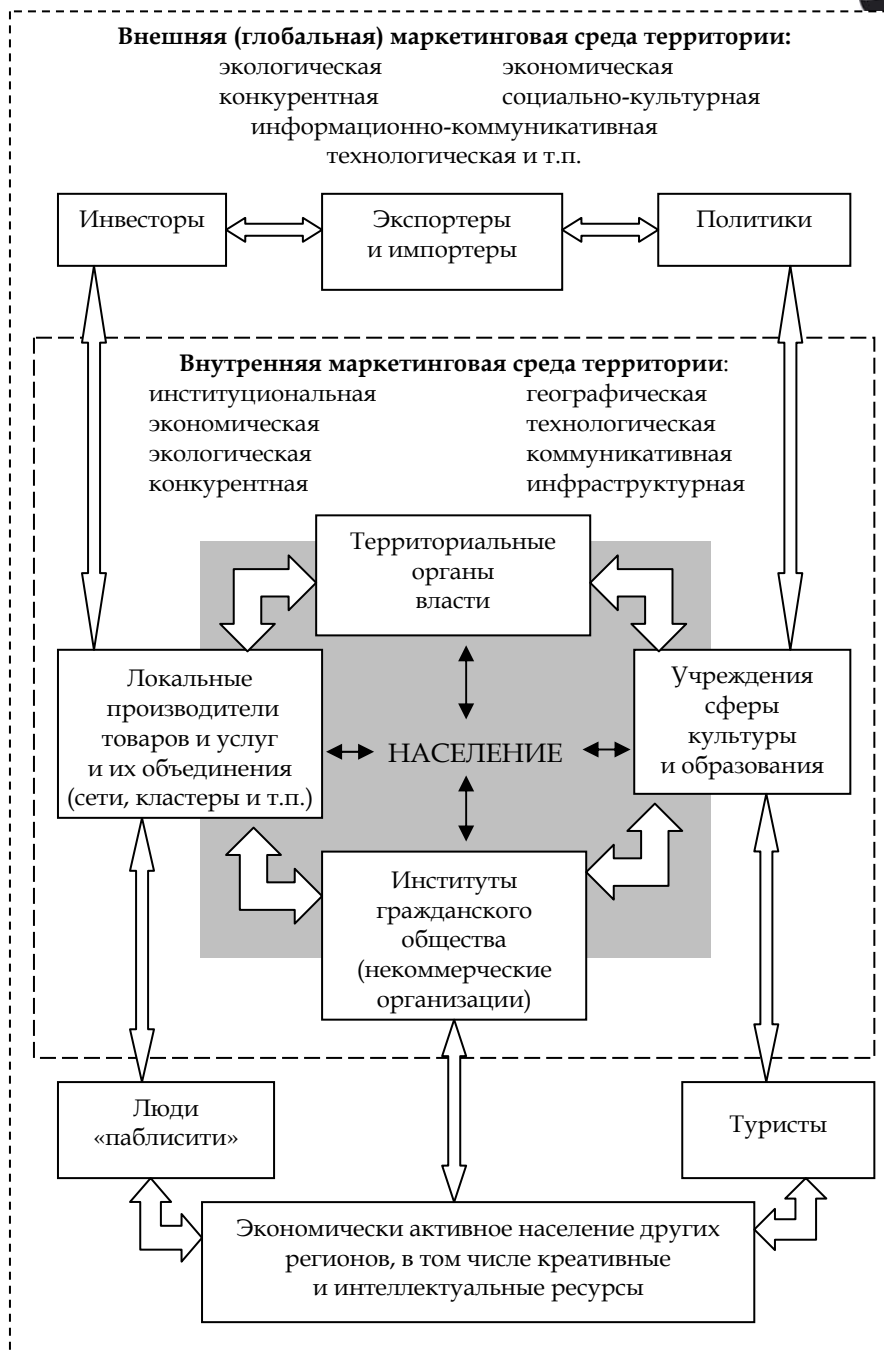 Внешняя (глобальная) маркетинговая среда территории:
экологическая экономическая
конкурентная социально-культурная
информационно-коммуникативная
технологическая и т.п.
Инвесторы
Экспортеры
и импортеры
Политики
Внутренняя маркетинговая среда территории:
институциональная географическая
экономическая технологическая
экологическая коммуникативная
конкурентная инфраструктурная
Территориальные
органы
власти
Локальные
производители
товаров и услуг
и их объединения
(сети, кластеры и т.п.)
НАСЕЛЕНИЕ
Учреждения
сферы
культуры
и образования
Институты
гражданского
общества
(некоммерческие
организации)
Люди
«паблисити»
Туристы
Экономически активное население других
регионов, в том числе креативные
и интеллектуальные ресурсы